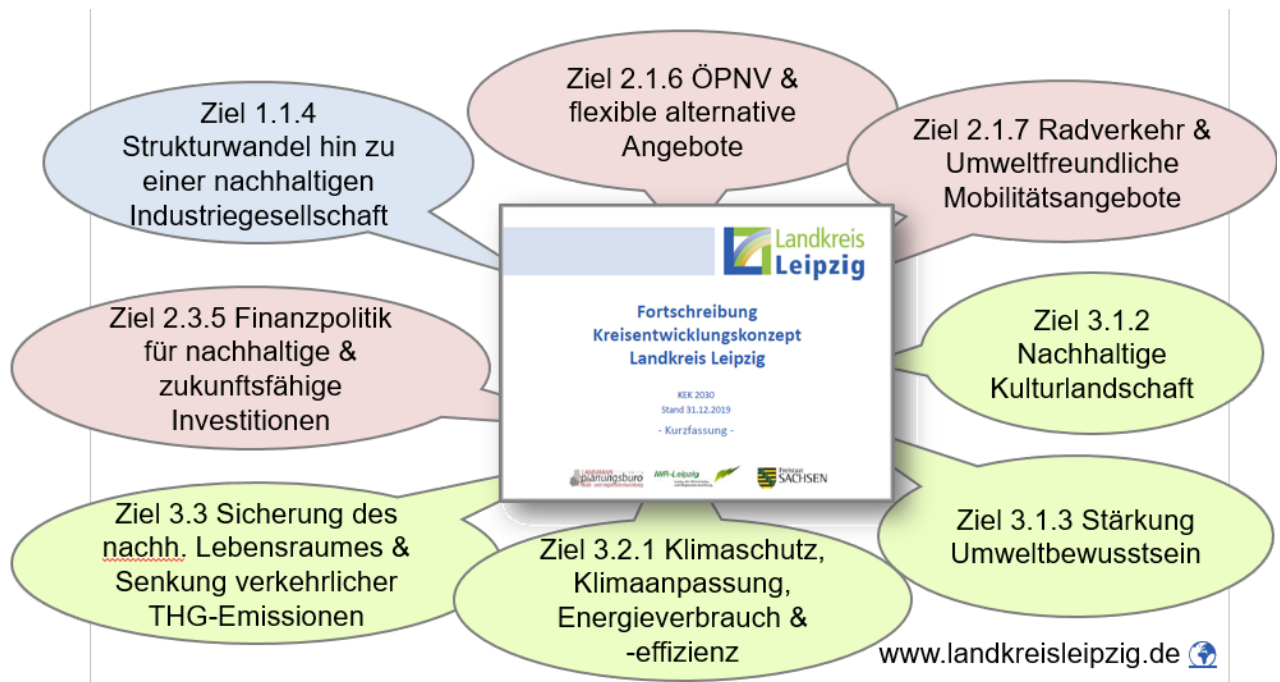 Ziel 1.1.4
Strukturwandel hin zu
einer nachhaltigen
Industriegesellschaft
Ziel 2.1.6 ÖPNV &
flexible alternative
Angebote
Ziel 2.1.7 Radverkehr &
Umweltfreundliche
Mobilitätsangebote
Ziel 2.3.5 Finanzpolitik
für nachhaltige &
zukunftsfähige
Investitionen
Landkreis
Leipzig
Fortschreibung
Kreisentwicklungskonzept
Landkreis Leipzig
KEK 2030
Stand 31.12.2019
- Kurzfassung -
planungsbüro
IWR-Leipzig
Freistaat
SACHSEN
Ziel 3.1.2
Nachhaltige
Kulturlandschaft
Ziel 3.3 Sicherung des
nachh. Lebensraumes &
Senkung verkehrlicher
THG-Emissionen
Ziel 3.2.1 Klimaschutz,
Klimaanpassung,
Energieverbrauch &
-effizienz
Ziel 3.1.3 Stärkung
Umweltbewusstsein
www.landkreisleipzig.de